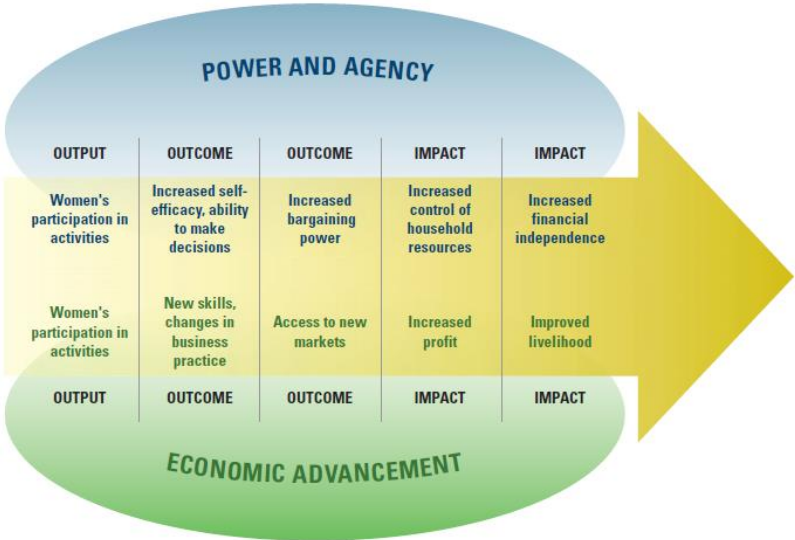 POWER AND AGENCY
OUTPUT
OUTCOME
OUTCOME
IMPACT
IMPACT
Women's
participation in
activities
Increased self-
efficacy, ability
to make
decisions
Increased
bargaining
power
Increased
control of
household
resources
Increased
financial
independence
Women's
participation in
activities
New skills,
changes in
business
practice
Access to new
markets
Increased
profit
Improved
livelihood
OUTPUT
OUTCOME
OUTCOME
IMPACT
IMPACT
ECONOMIC ADVANCEMENT